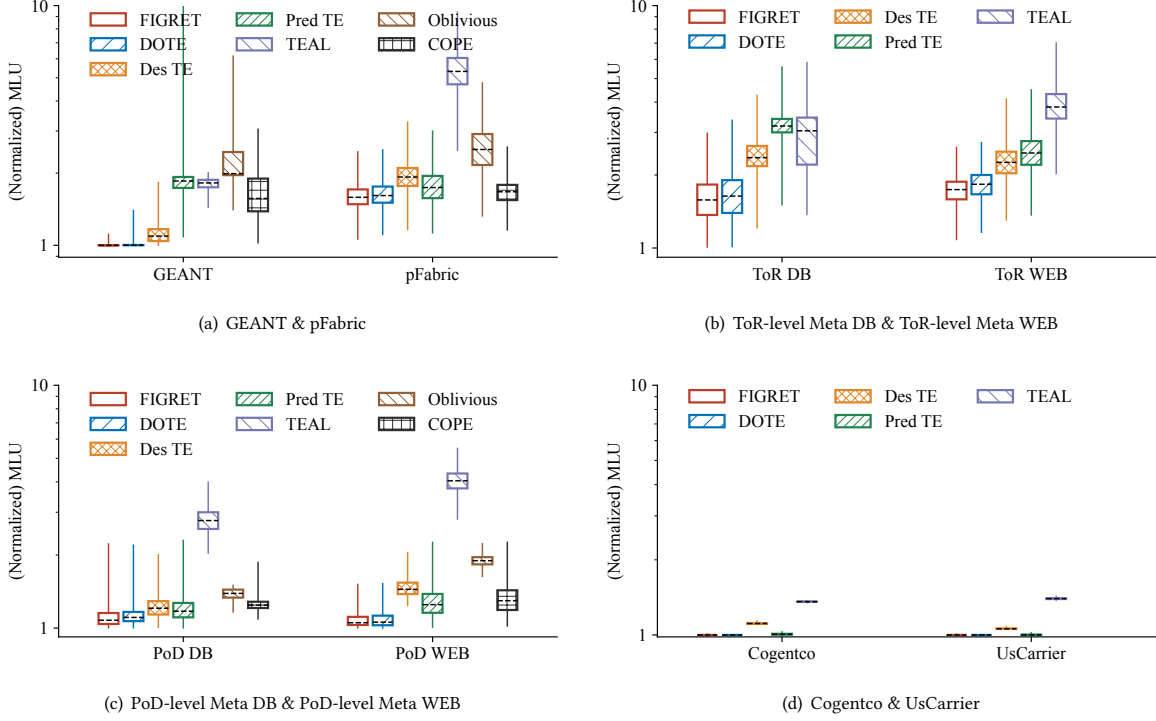 10
(Normalized) MLU
1
FIGRET
DOTE
Des TE
Pred TE
TEAL
Oblivious
COPE
GEANT
pFabric
(a) GEANT & pFabric
10
(Normalized) MLU
1
FIGRET
DOTE
Des TE
Pred TE
TEAL
ToR DB
ToR WEB
(b) ToR-level Meta DB & ToR-level Meta WEB
10
(Normalized) MLU
1
FIGRET
DOTE
Des TE
Pred TE
TEAL
Oblivious
COPE
PoD DB
PoD WEB
(c) PoD-level Meta DB & PoD-level Meta WEB
10
(Normalized) MLU
1
FIGRET
DOTE
Des TE
Pred TE
TEAL
Cogentco
UsCarrier
(d) Cogentco & UsCarrier